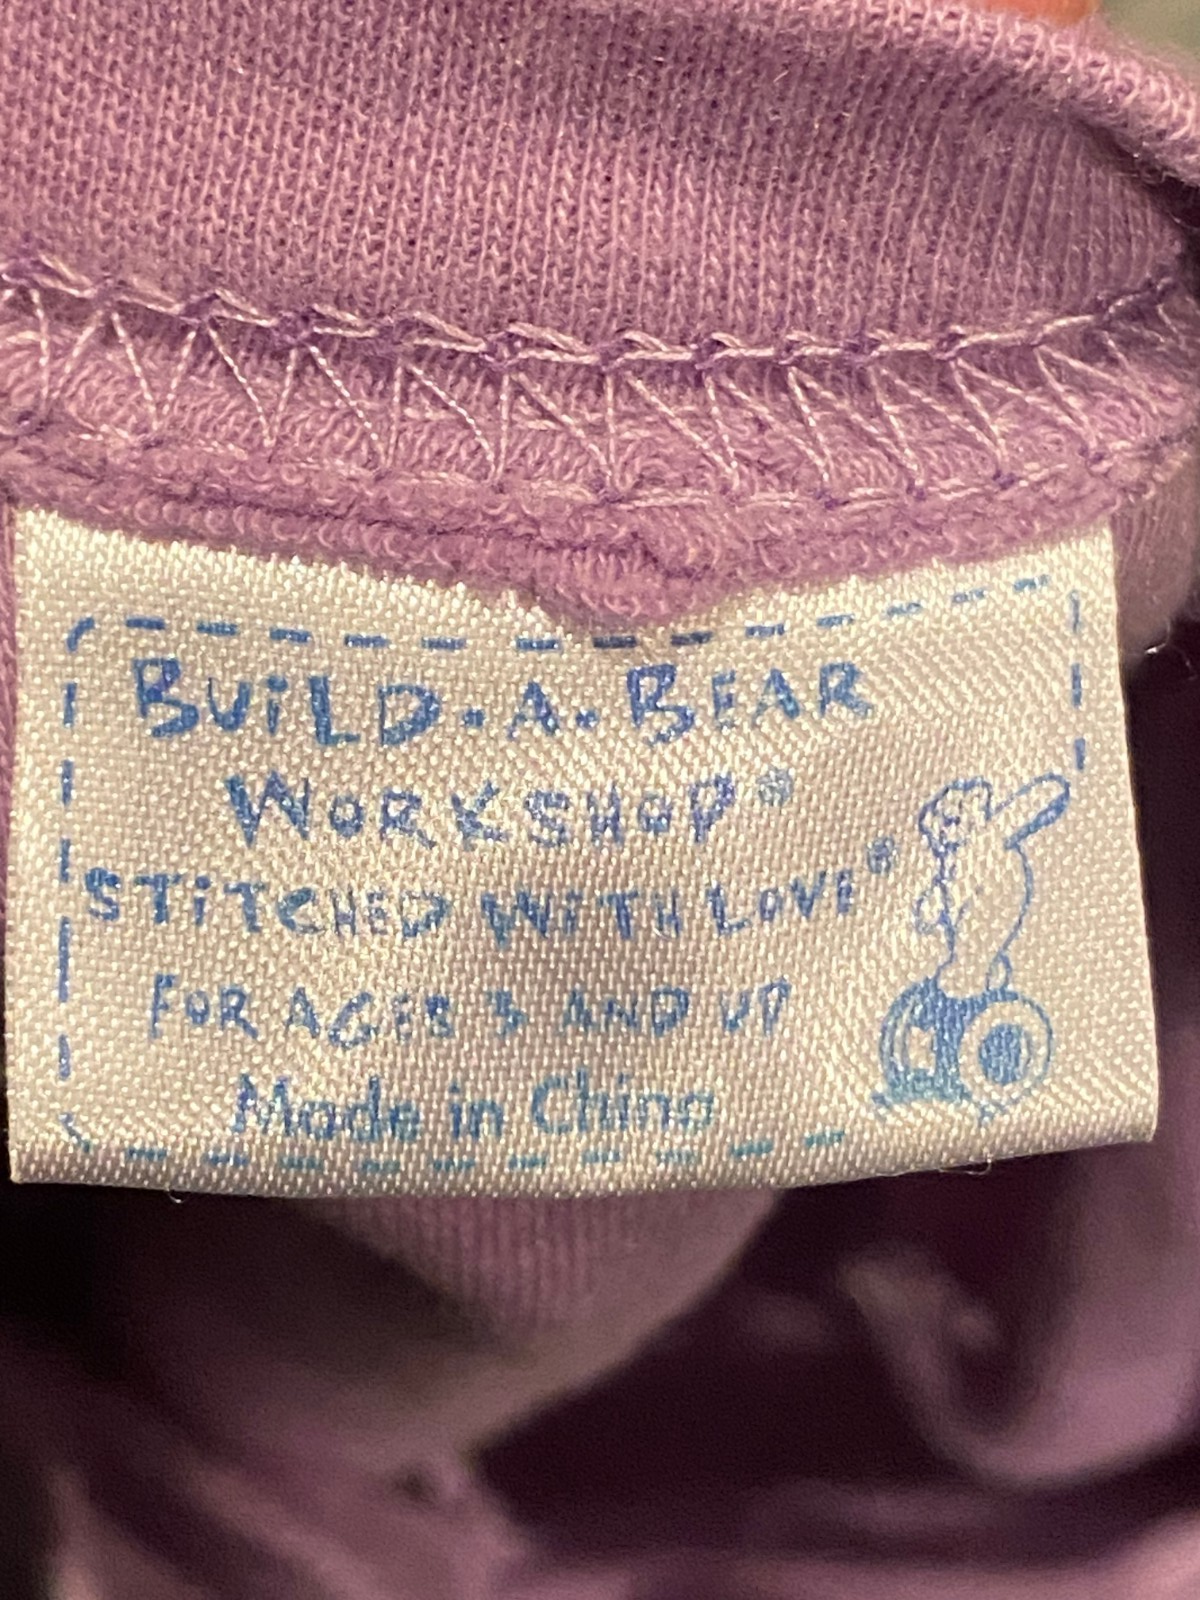 BUiLD-A-BEAR
WORKSHOP®
STiTCHED WiTH LOVE®
FOR AGES 3 AND UP
Made in China